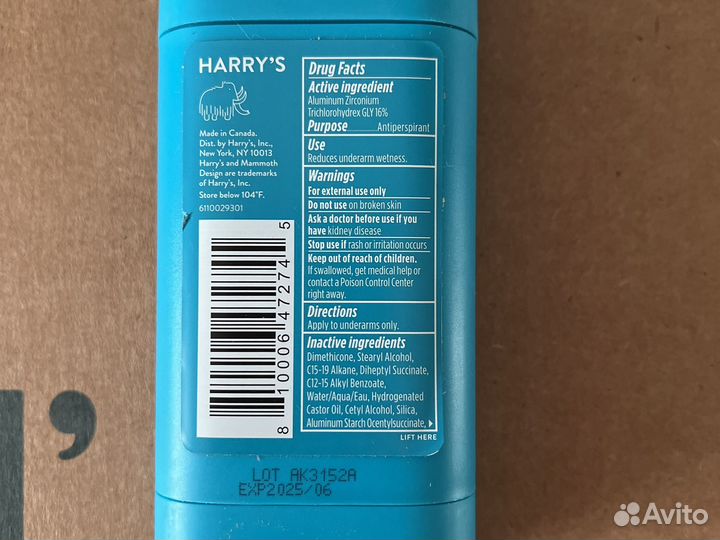 HARRY'S
Made in Canada.
Dist. by Harry's, Inc.,
New York, NY 10013
Harry's and Mammoth
Design are trademarks
of Harry's, Inc.
Store below 104°F.
6110029301
8 10006 47274 5
Drug Facts
Active ingredient
Aluminum Zirconium
Trichlorohydrex GLY 16%
Purpose Antiperspirant
Use
Reduces underarm wetness.
Warnings
For external use only
Do not use on broken skin
Ask a doctor before use if you
have kidney disease
Stop use if rash or irritation occurs
Keep out of reach of children.
If swallowed, get medical help or
contact a Poison Control Center
right away.
Directions
Apply to underarms only.
Inactive ingredients
Dimethicone, Stearyl Alcohol,
C15-19 Alkane, Diheptyl Succinate,
C12-15 Alkyl Benzoate,
Water/Aqua/Eau, Hydrogenated
Castor Oil, Cetyl Alcohol, Silica,
Aluminum Starch Ocentylsuccinate,
LIFT HERE
LOT AK3152A
EXP2025/06
Avito